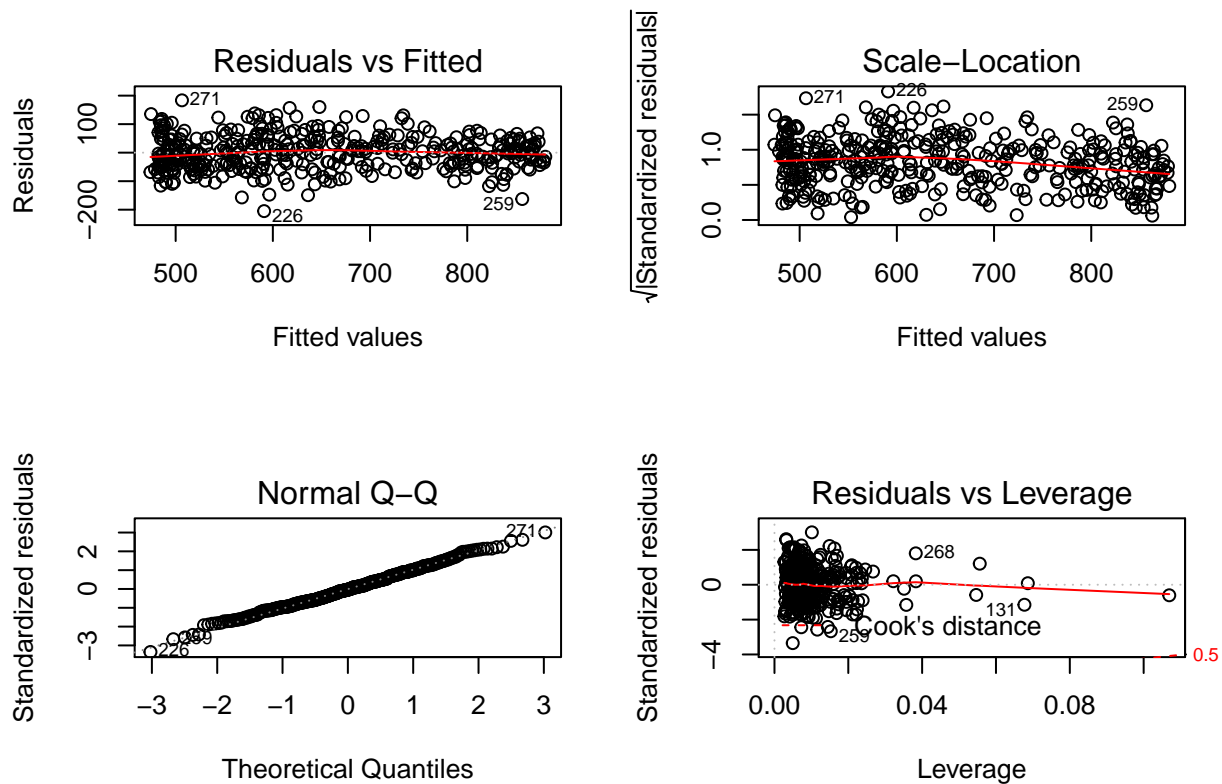 Residuals vs Fitted
Residuals
100
−200
271
226
259
500 600 700 800
Fitted values
Scale−Location
√|Standardized residuals|
1.0
0.0
271
226
259
500 600 700 800
Fitted values
Normal Q−Q
Standardized residuals
2
0
−3
271
259
226
−3 −2 −1 0 1 2 3
Theoretical Quantiles
Residuals vs Leverage
Standardized residuals
0
−4
268
131
259
Cook's distance
0.5
0.00 0.04 0.08
Leverage